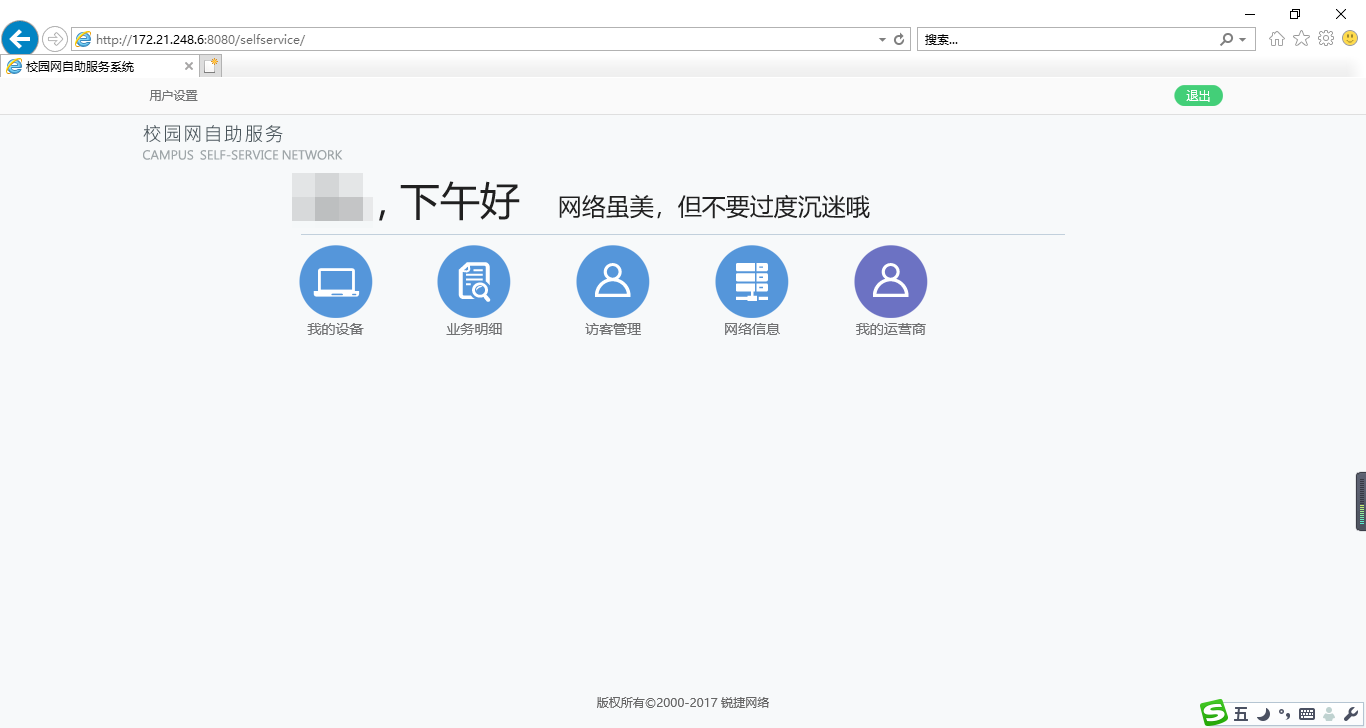 http://172.21.248.6:8080/selfservice/
搜索...
校园网自助服务系统
用户设置
退出
校园网自助服务
CAMPUS SELF-SERVICE NETWORK
, 下午好 网络虽美，但不要过度沉迷哦
我的设备
业务明细
访客管理
网络信息
我的运营商
版权所有©2000-2017 锐捷网络
五